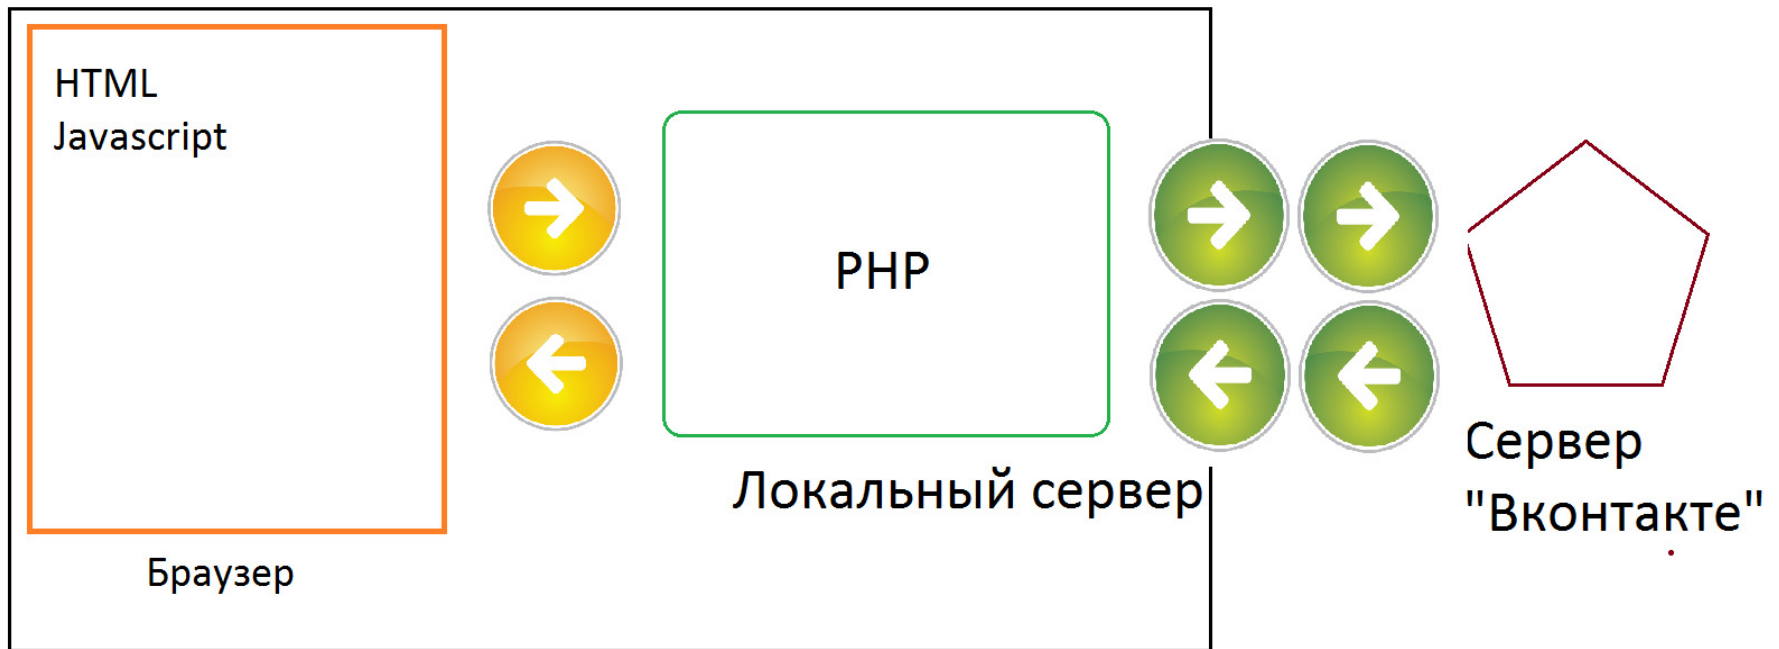 HTML
Javascript
Браузер
PHP
Локальный сервер
Сервер
"Вконтакте"